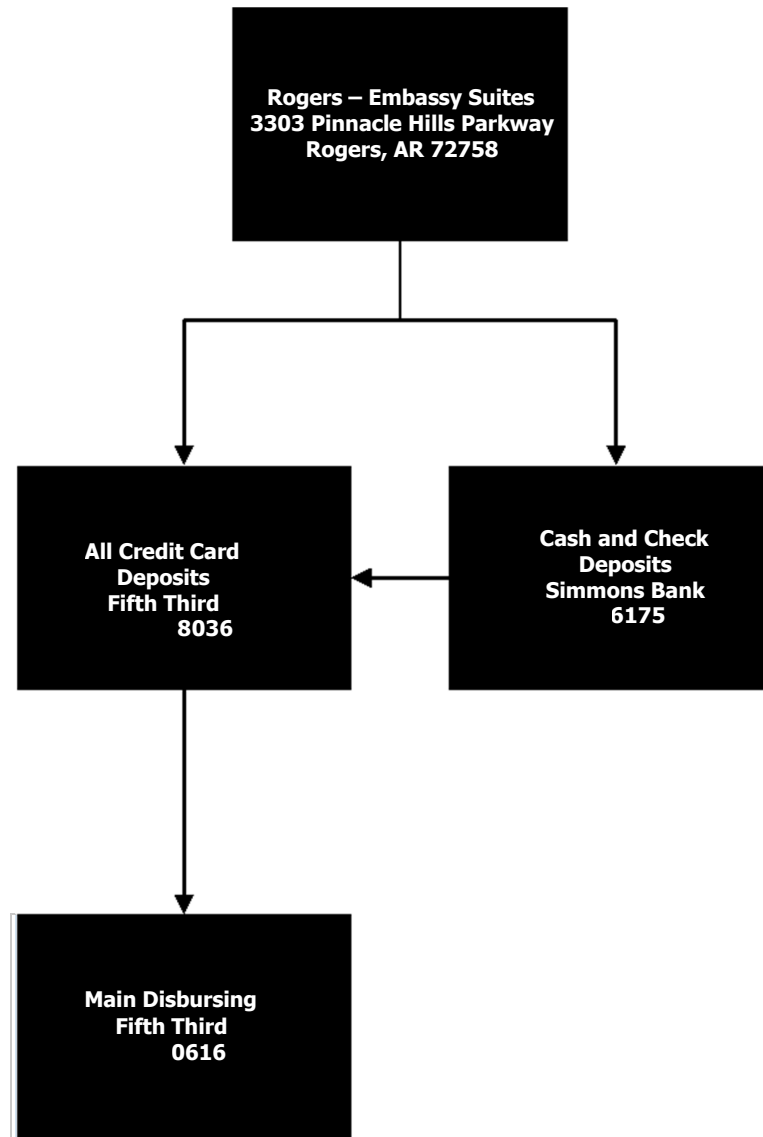 Rogers – Embassy Suites
3303 Pinnacle Hills Parkway
Rogers, AR 72758
All Credit Card
Deposits
Fifth Third
8036
Cash and Check
Deposits
Simmons Bank
6175
Main Disbursing
Fifth Third
0616